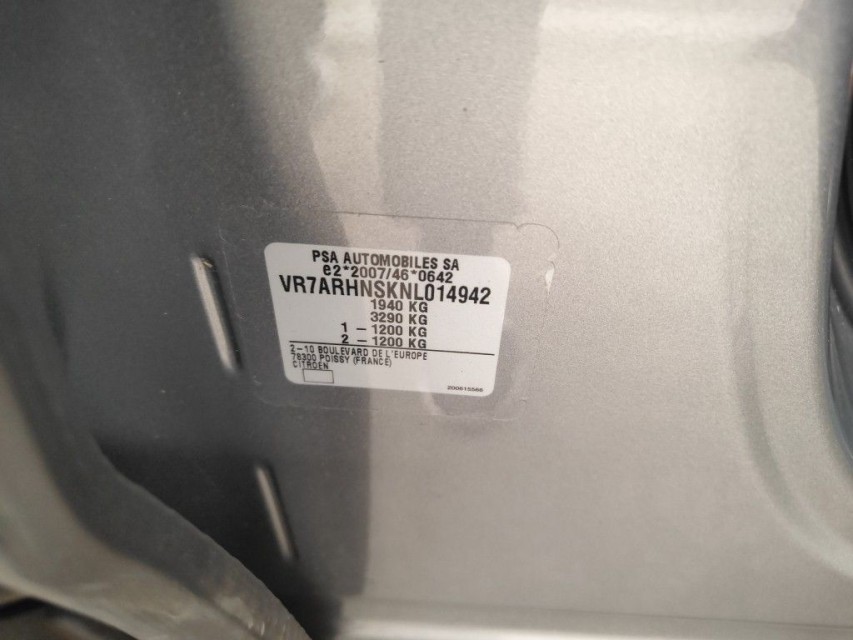 PSA AUTOMOBILES SA
e2*2007/46*0642
VR7ARHNSKNL014942
1940 KG
3290 KG
1 – 1200 KG
2 – 1200 KG
2–10 BOULEVARD DE L'EUROPE
78300 POISSY (FRANCE)
CITROEN